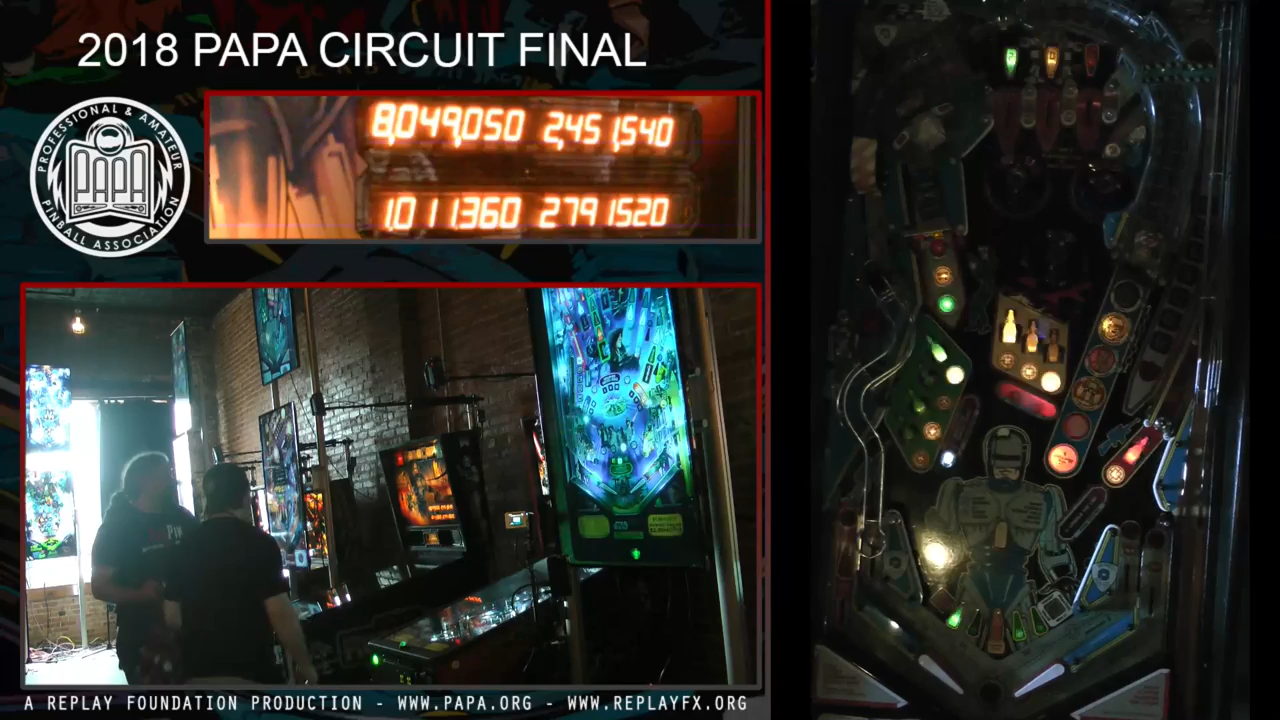 2018 PAPA CIRCUIT FINAL
PROFESSIONAL & AMATEUR
PAPA
PINBALL ASSOCIATION
8,049,050 2,451,540
1,011,360 2,791,520
A REPLAY FOUNDATION PRODUCTION - WWW.PAPA.ORG - WWW.REPLAYFX.ORG